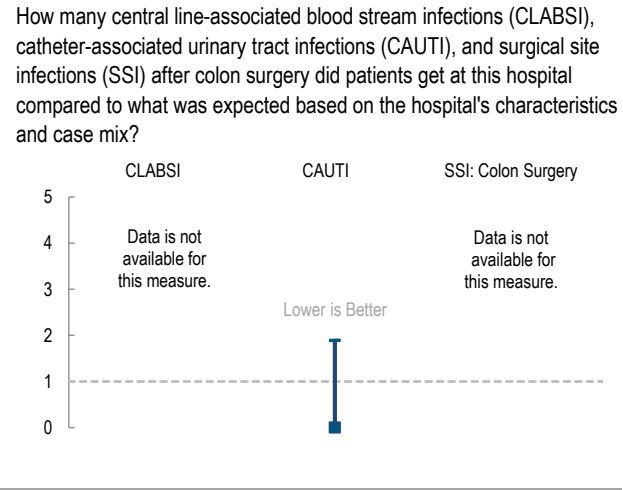 How many central line-associated blood stream infections (CLABSI),
catheter-associated urinary tract infections (CAUTI), and surgical site
infections (SSI) after colon surgery did patients get at this hospital
compared to what was expected based on the hospital's characteristics
and case mix?
CLABSI
CAUTI
SSI: Colon Surgery
5
4
3
2
1
0
Data is not
available for
this measure.
Lower is Better
Data is not
available for
this measure.